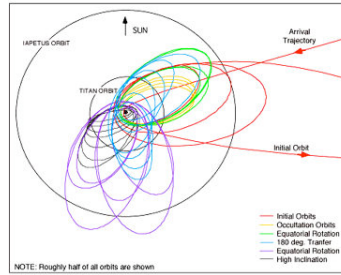 Arrival
Trajectory
SUN
IAPETUS ORBIT
TITAN ORBIT
Initial Orbit
Initial Orbits
Occultation Orbits
Equatorial Rotation
180 deg. Tranfer
Equatorial Rotation
High Inclination
NOTE: Roughly half of all orbits are shown